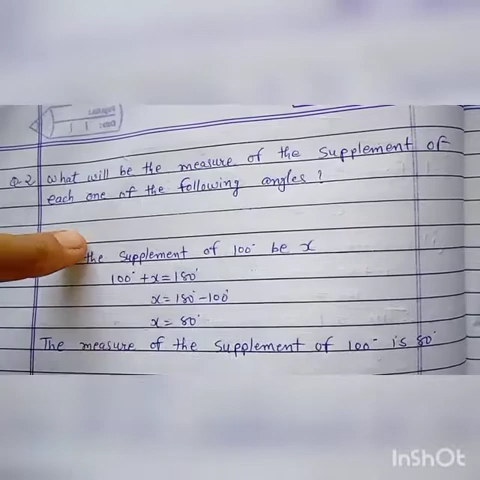 Q-2 What will be the measure of the supplement of
each one of the following angles?
the supplement of 100° be x
100° + x = 180°
x = 180° - 100°
x = 80°
The measure of the supplement of 100° is 80°
InShOt